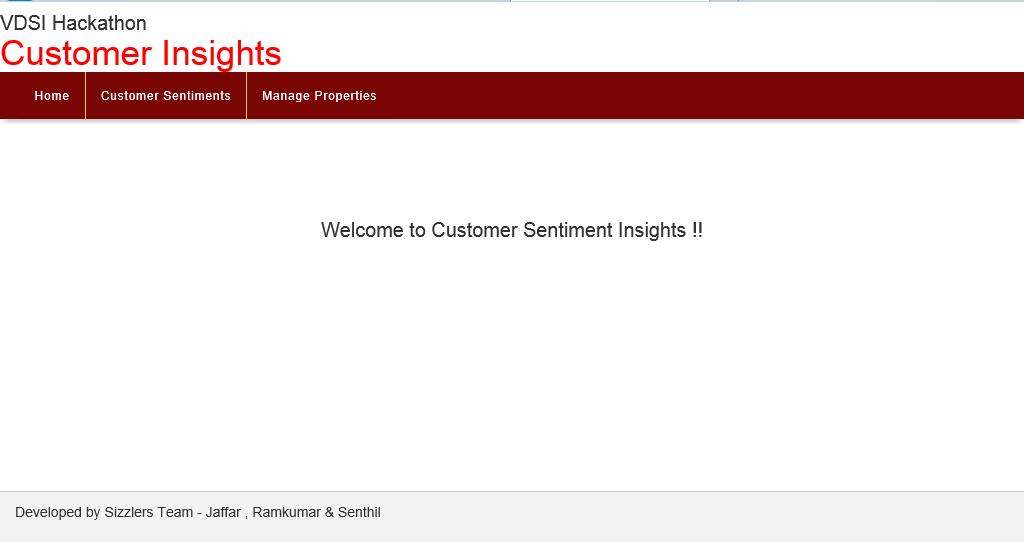 VDSI Hackathon
Customer Insights
Home Customer Sentiments Manage Properties
Welcome to Customer Sentiment Insights !!
Developed by Sizzlers Team - Jaffar , Ramkumar & Senthil